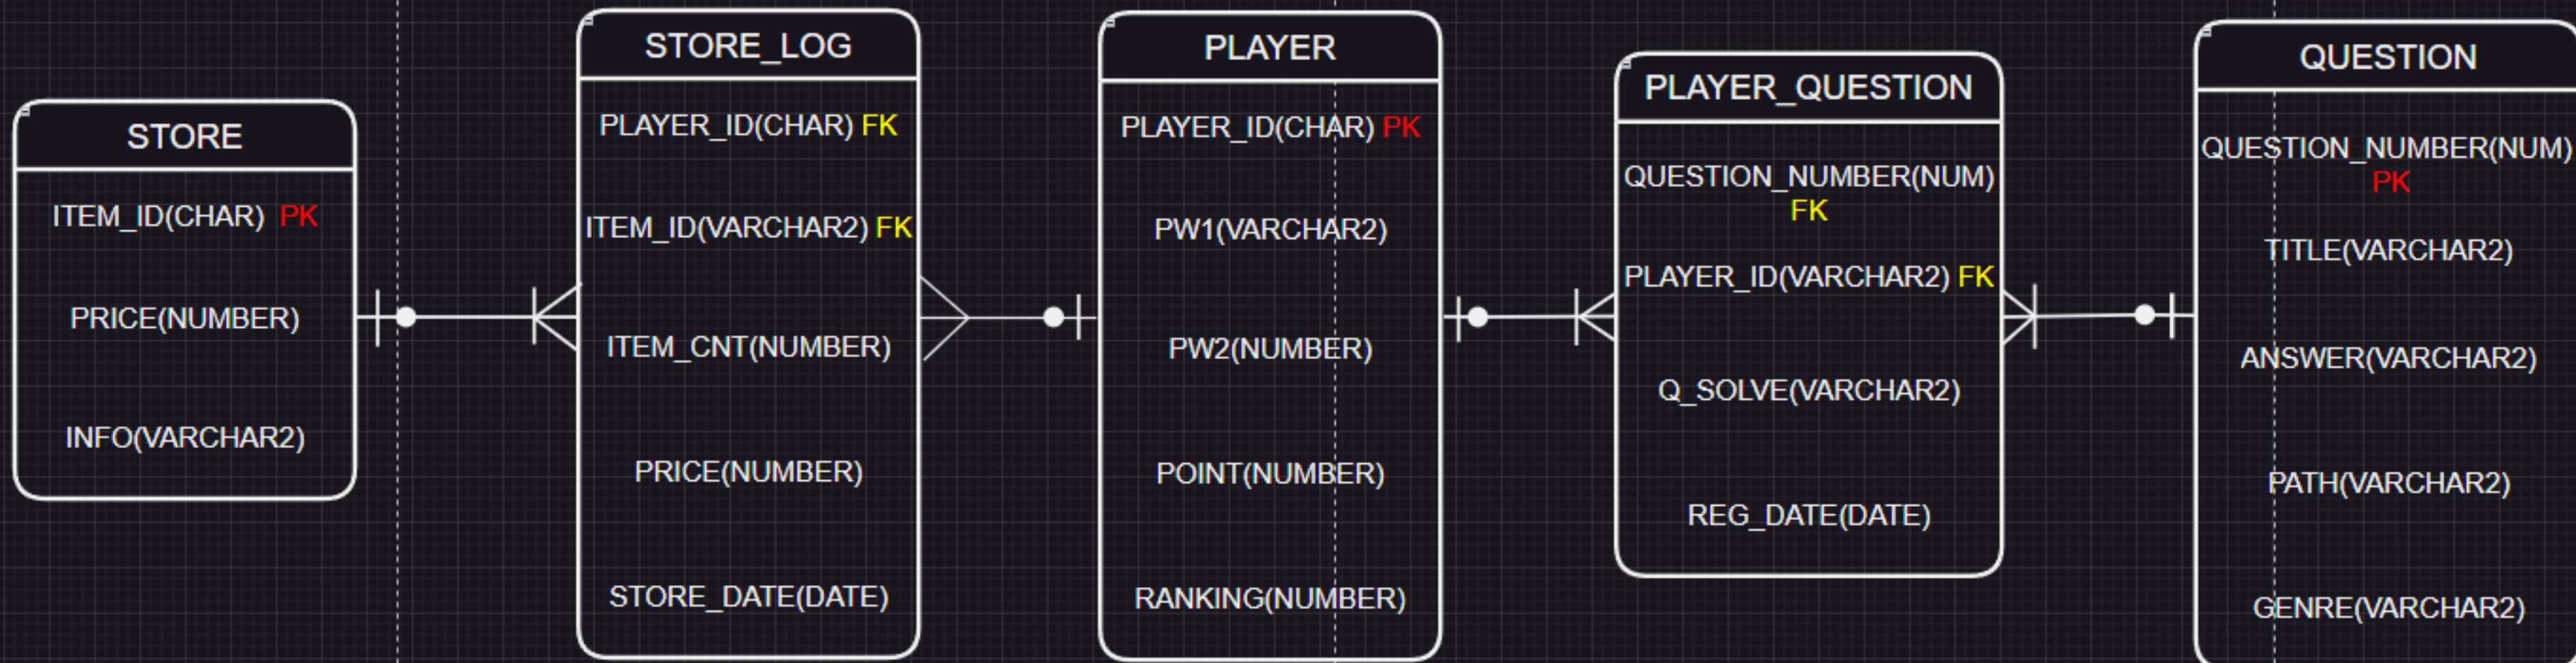 STORE
ITEM_ID(CHAR) PK
PRICE(NUMBER)
INFO(VARCHAR2)
STORE_LOG
PLAYER_ID(CHAR) FK
ITEM_ID(VARCHAR2) FK
ITEM_CNT(NUMBER)
PRICE(NUMBER)
STORE_DATE(DATE)
PLAYER
PLAYER_ID(CHAR) PK
PW1(VARCHAR2)
PW2(NUMBER)
POINT(NUMBER)
RANKING(NUMBER)
PLAYER_QUESTION
QUESTION_NUMBER(NUM)
FK
PLAYER_ID(VARCHAR2) FK
Q_SOLVE(VARCHAR2)
REG_DATE(DATE)
QUESTION
QUESTION_NUMBER(NUM)
PK
TITLE(VARCHAR2)
ANSWER(VARCHAR2)
PATH(VARCHAR2)
GENRE(VARCHAR2)